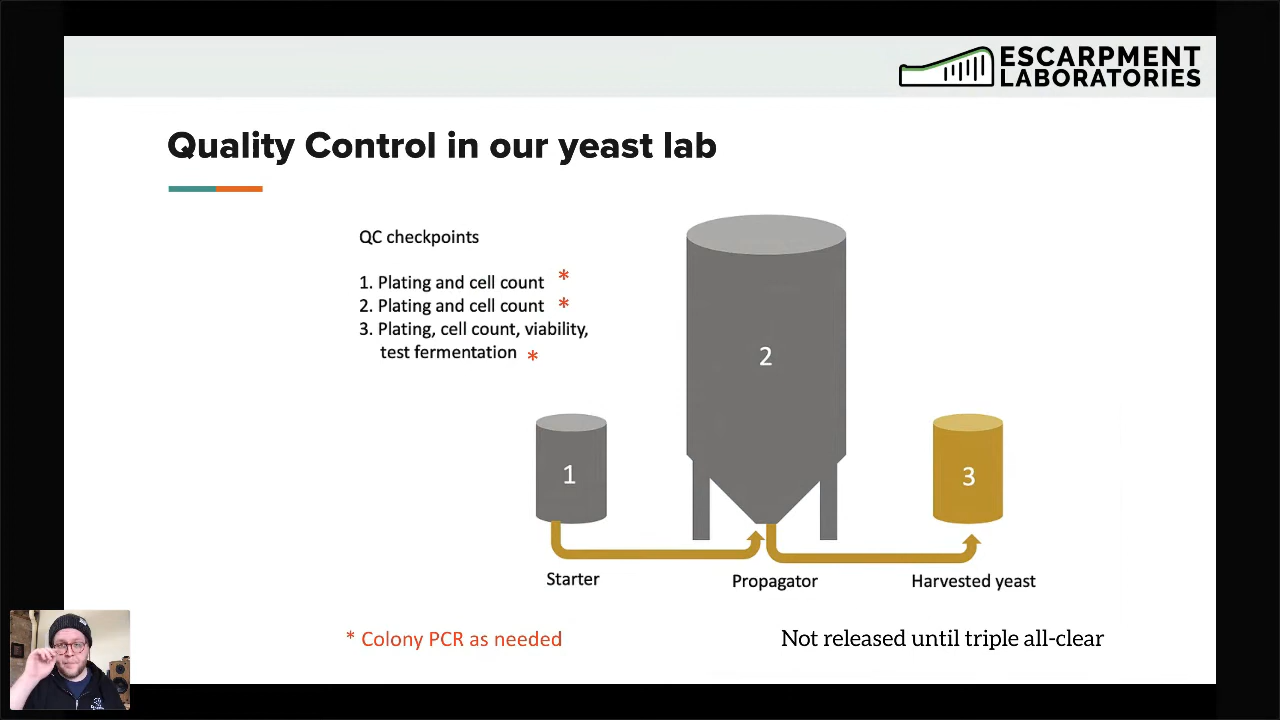 ESCARPMENT
LABORATORIES
Quality Control in our yeast lab
QC checkpoints
1. Plating and cell count *
2. Plating and cell count *
3. Plating, cell count, viability,
test fermentation *
2
1
3
Starter
Propagator
Harvested yeast
* Colony PCR as needed
Not released until triple all-clear